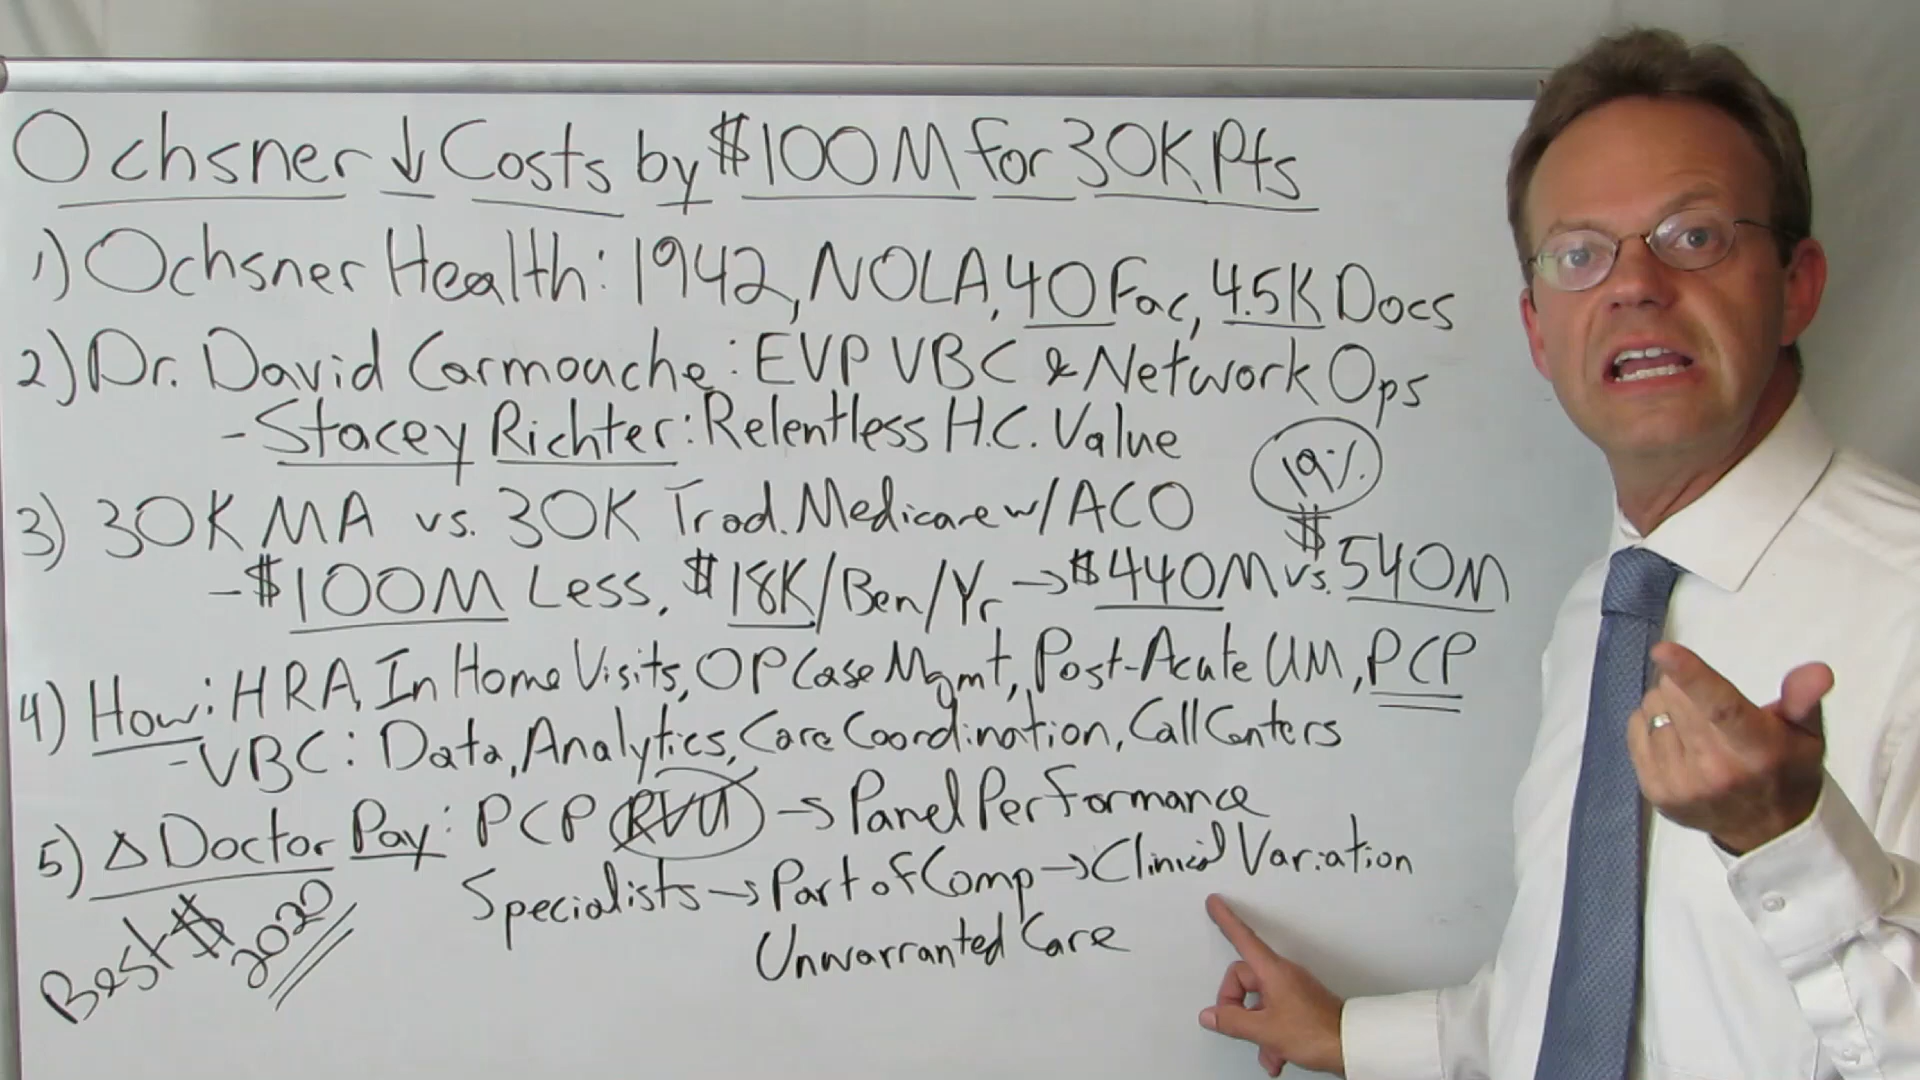 Ochsner ↓ Costs by $100M for 30K Pts
1) Ochsner Health: 1942, NOLA, 40 Fac, 4.5K Docs
2) Dr. David Carmouche: EVP VBC & Network Ops
- Stacey Richter: Relentless H.C. Value
19%
3) 30K MA vs. 30K Trad. Medicare w/ ACO
- $100M Less, $18K/Ben/Yr → $440M vs. $540M
4) How: HRA, In Home Visits, OP Case Mgmt, Post-Acute UM, PCP
- VBC: Data, Analytics, Care Coordination, Call Centers
5) Δ Doctor Pay: PCP RVU → Panel Performance
Specialists → Part of Comp → Clinical Variation
Unwarranted Care
Best $ 2020